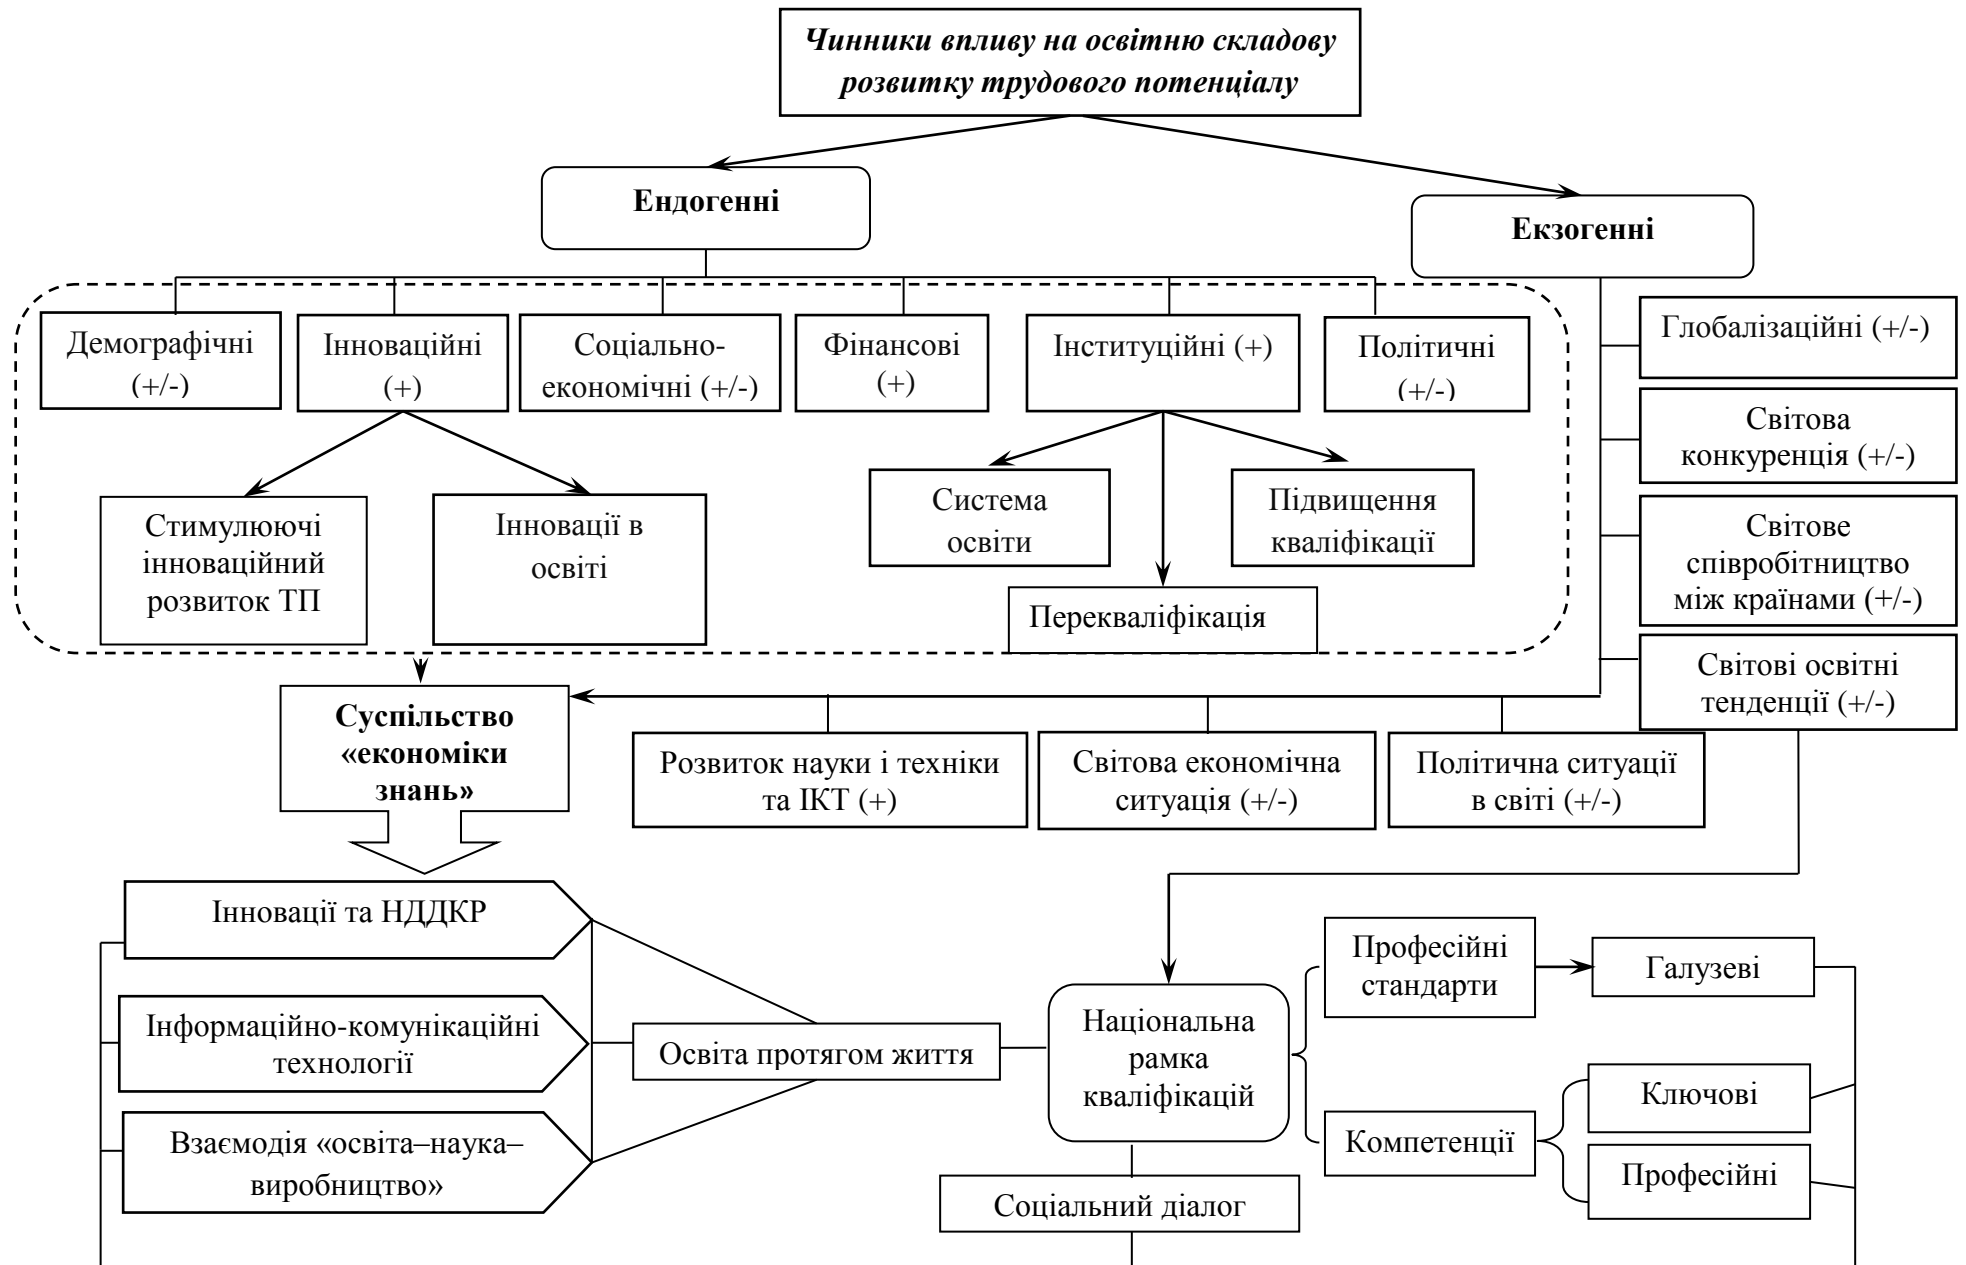 Чинники впливу на освітню складову
розвитку трудового потенціалу
Ендогенні
Екзогенні
Демографічні
(+/-)
Інноваційні
(+)
Соціально-
економічні (+/-)
Фінансові
(+)
Інституційні (+)
Політичні
(+/-)
Глобалізаційні (+/-)
Світова
конкуренція (+/-)
Стимулюючі
інноваційний
розвиток ТП
Інновації в
освіті
Система
освіти
Підвищення
кваліфікації
Перекваліфікація
Світове
співробітництво
між країнами (+/-)
Світові освітні
тенденції (+/-)
Суспільство
«економіки
знань»
Розвиток науки і техніки
та ІКТ (+)
Світова економічна
ситуація (+/-)
Політична ситуації
в світі (+/-)
Інновації та НДДКР
Інформаційно-комунікаційні
технології
Взаємодія «освіта–наука–
виробництво»
Освіта протягом життя
Національна
рамка
кваліфікацій
Професійні
стандарти
Галузеві
Компетенції
Ключові
Професійні
Соціальний діалог